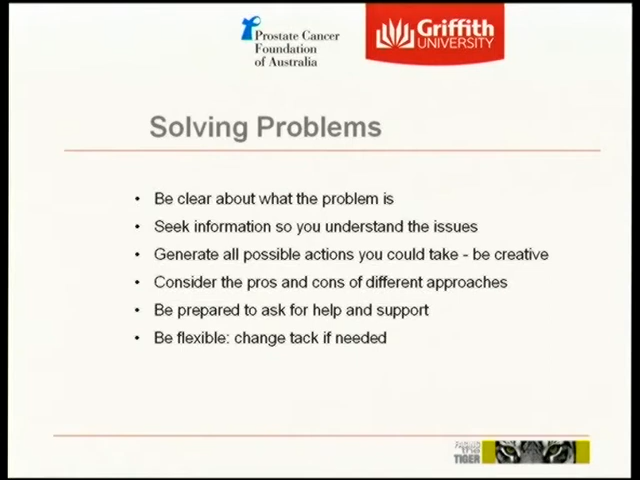 Prostate Cancer
Foundation
of Australia
Griffith
UNIVERSITY
Solving Problems
• Be clear about what the problem is
• Seek information so you understand the issues
• Generate all possible actions you could take - be creative
• Consider the pros and cons of different approaches
• Be prepared to ask for help and support
• Be flexible: change tack if needed
TIGER